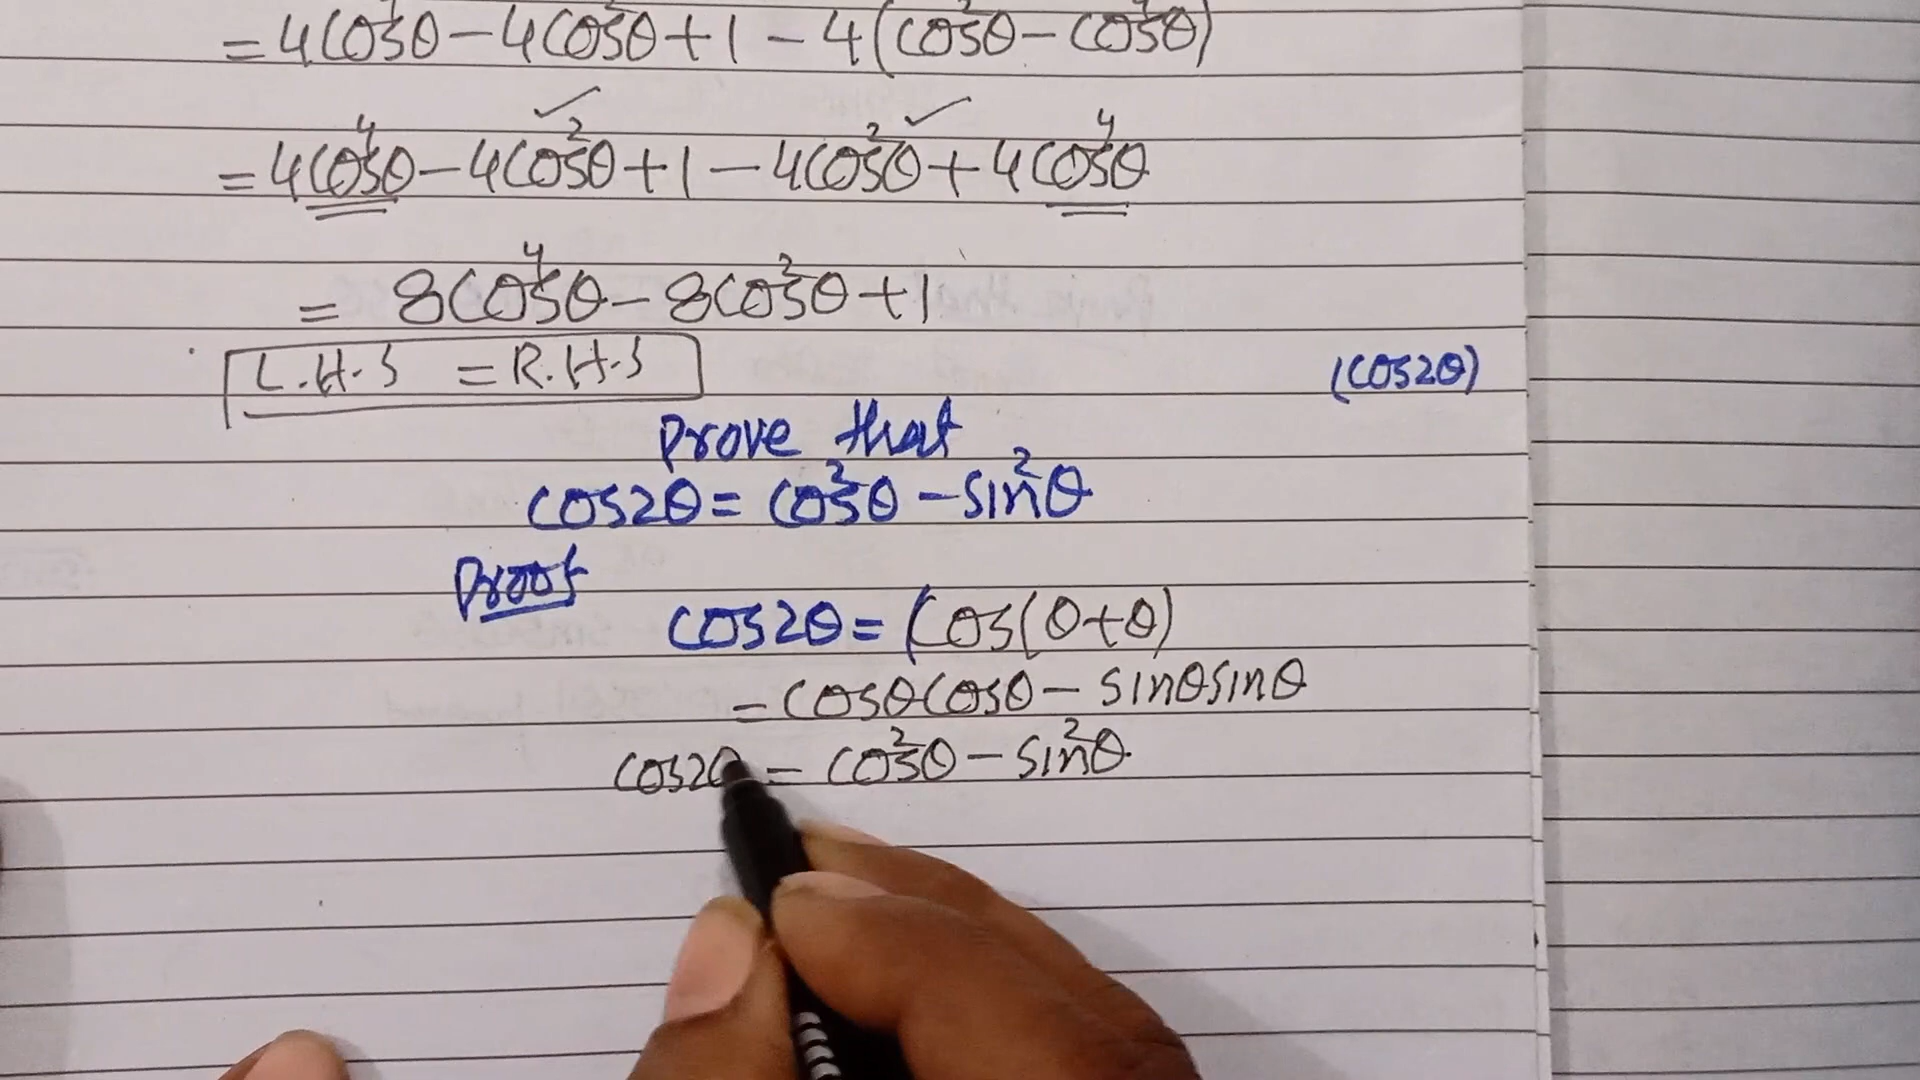 = 4cos⁴θ - 4cos²θ + 1 - 4(cos²θ - cos⁴θ)
= 4cos⁴θ - 4cos²θ + 1 - 4cos²θ + 4cos⁴θ
= 8cos⁴θ - 8cos²θ + 1
L.H.S = R.H.S
(cos2θ)
Prove that
cos2θ = cos²θ - sin²θ
Proof
cos2θ = Cos(θ+θ)
= cosθcosθ - sinθsinθ
cos2θ = cos²θ - sin²θ.